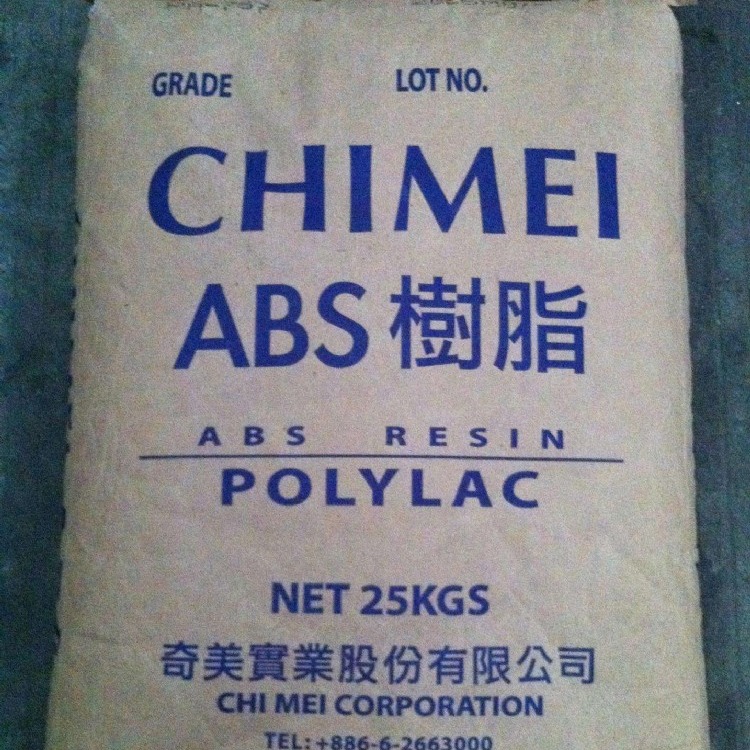 GRADE LOT NO.
CHIMEI
ABS 樹脂
ABS RESIN
POLYLAC
NET 25KGS
奇美實業股份有限公司
CHI MEI CORPORATION
TEL:+886-6-2663000